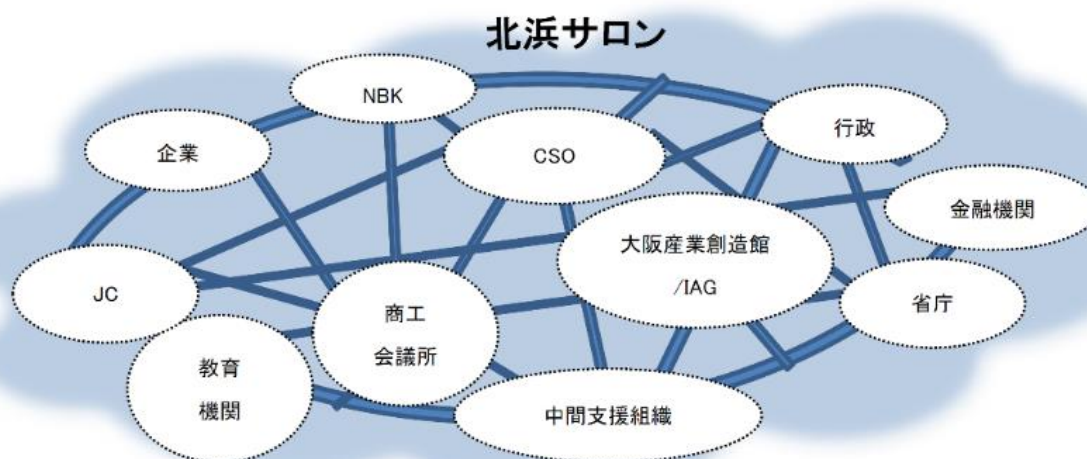 北浜サロン
NBK
企業
CSO
行政
金融機関
大阪産業創造館
/IAG
JC
商工
会議所
省庁
教育
機関
中間支援組織